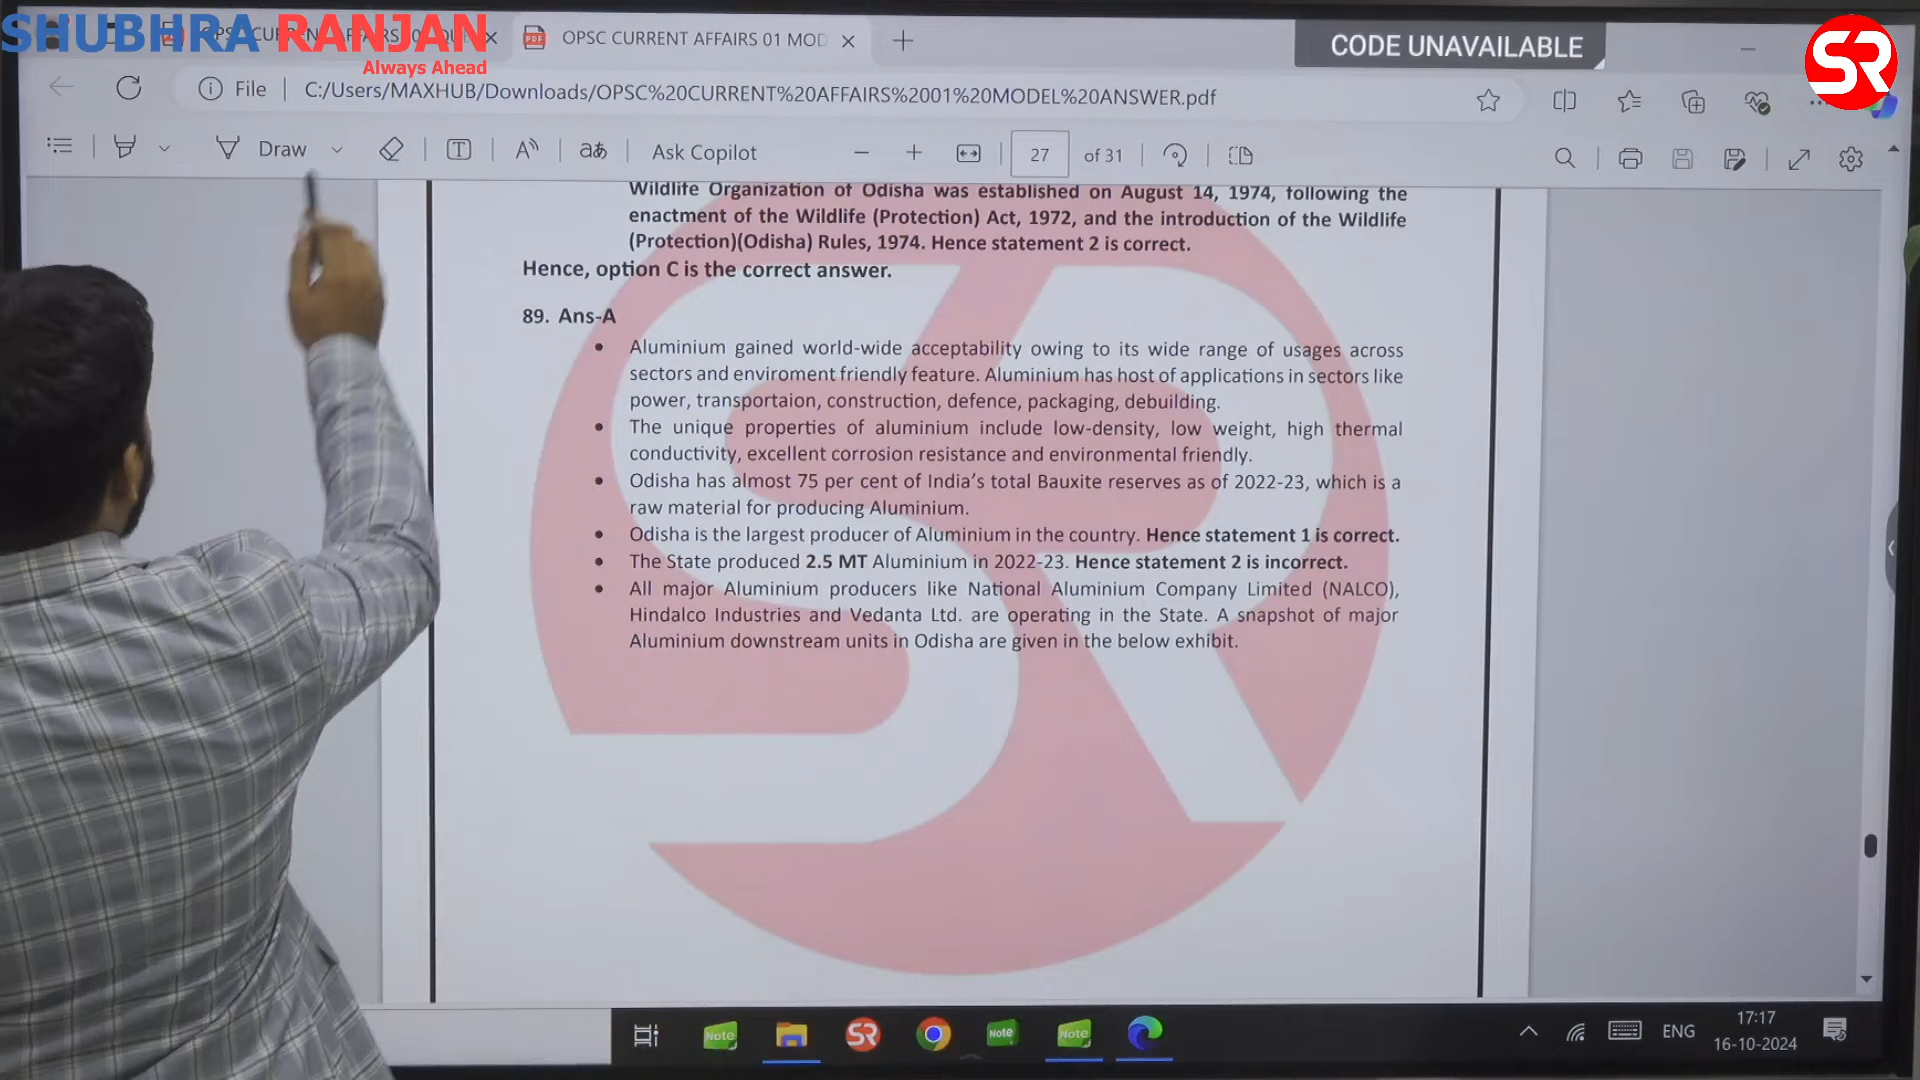 SHUBHRA RANJAN
Always Ahead
OPSC CURRENT AFFAIRS 01 MOD
CODE UNAVAILABLE
SR
File
C:/Users/MAXHUB/Downloads/OPSC%20CURRENT%20AFFAIRS%2001%20MODEL%20ANSWER.pdf
Draw
Ask Copilot
27 of 31
Wildlife Organization of Odisha was established on August 14, 1974, following the
enactment of the Wildlife (Protection) Act, 1972, and the introduction of the Wildlife
(Protection)(Odisha) Rules, 1974. Hence statement 2 is correct.
Hence, option C is the correct answer.
89. Ans-A
Aluminium gained world-wide acceptability owing to its wide range of usages across
sectors and enviroment friendly feature. Aluminium has host of applications in sectors like
power, transportaion, construction, defence, packaging, debuilding.
The unique properties of aluminium include low-density, low weight, high thermal
conductivity, excellent corrosion resistance and environmental friendly.
Odisha has almost 75 per cent of India's total Bauxite reserves as of 2022-23, which is a
raw material for producing Aluminium.
Odisha is the largest producer of Aluminium in the country. Hence statement 1 is correct.
The State produced 2.5 MT Aluminium in 2022-23. Hence statement 2 is incorrect.
All major Aluminium producers like National Aluminium Company Limited (NALCO),
Hindalco Industries and Vedanta Ltd. are operating in the State. A snapshot of major
Aluminium downstream units in Odisha are given in the below exhibit.
Note
SR
Note
Note
ENG
17:17
16-10-2024